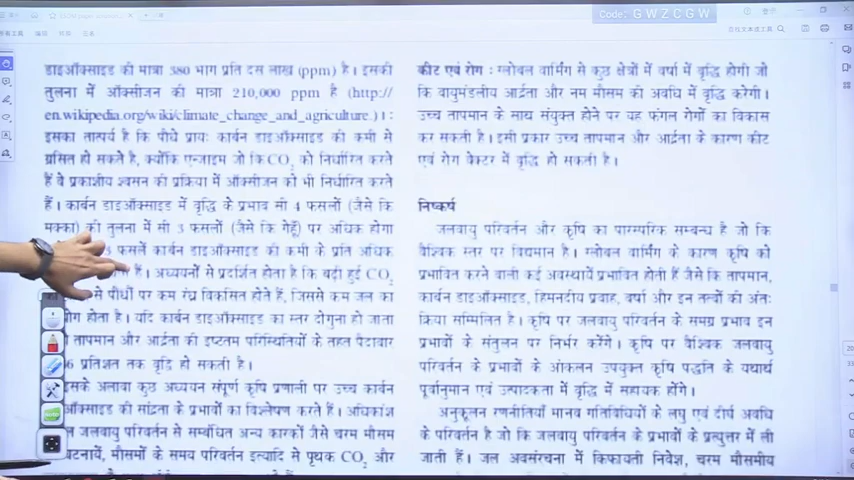 Code: G W Z C G W
डाइऑक्साइड की मात्रा 380 भाग प्रति दस लाख (ppm) है। इसकी
तुलना में ऑक्सीजन की मात्रा 210,000 ppm है (http://
en.wikipedia.org/wiki/climate_change_and_agriculture.)।:
इसका तात्पर्य है कि पौधे प्रायः कार्बन डाइऑक्साइड की कमी से
ग्रसित हो सकते है, क्योंकि एन्जाइम जो कि CO2 को निर्धारित करते
हैं वे प्रकाशीय श्वसन की प्रक्रिया में ऑक्सीजन को भी निर्धारित करते
हैं। कार्बन डाइऑक्साइड में वृद्धि के प्रभाव सी 4 फसलों (जैसे कि
मक्का) की तुलना में सी 3 फसलों (जैसे कि गेहूँ) पर अधिक होगा
3 फसलें कार्बन डाइऑक्साइड की कमी के प्रति अधिक
है। अध्ययनों से प्रदर्शित होता है कि बढ़ी हुई CO2
से पौधों पर कम रंध्र विकसित होते हैं, जिससे कम जल का
होता है। यदि कार्बन डाइऑक्साइड का स्तर दोगुना हो जाता
तापमान और आर्द्रता की इष्टतम परिस्थितियों के तहत पैदावार
6 प्रतिशत तक वृद्धि हो सकती है।
इसके अलावा कुछ अध्ययन संपूर्ण कृषि प्रणाली पर उच्च कार्बन
ऑक्साइड की सांद्रता के प्रभावों का विश्लेषण करते हैं। अधिकांश
जलवायु परिवर्तन से सम्बंधित अन्य कारकों जैसे चरम मौसम
घटनायें, मौसमों के समय परिवर्तन इत्यादि से पृथक CO2 और
कीट एवं रोग : ग्लोबल वार्मिंग से कुछ क्षेत्रों में वर्षा में वृद्धि होगी जो
कि वायुमंडलीय आर्द्रता और नम मौसम की अवधि में वृद्धि करेगी।
उच्च तापमान के साथ संयुक्त होने पर यह फंगल रोगों का विकास
कर सकती है। इसी प्रकार उच्च तापमान और आर्द्रता के कारण कीट
एवं रोग वैक्टर में वृद्धि हो सकती है।
निष्कर्ष
जलवायु परिवर्तन और कृषि का पारस्परिक सम्बन्ध है जो कि
वैश्विक स्तर पर विद्यमान है। ग्लोबल वार्मिंग के कारण कृषि को
प्रभावित करने वाली कई अवस्थायें प्रभावित होती हैं जैसे कि तापमान,
कार्बन डाइऑक्साइड, हिमनदीय प्रवाह, वर्षा और इन तत्वों की अंतः
क्रिया सम्मिलित है। कृषि पर जलवायु परिवर्तन के समग्र प्रभाव इन
प्रभावों के संतुलन पर निर्भर करेंगे। कृषि पर वैश्विक जलवायु
परिवर्तन के प्रभावों के आंकलन उपयुक्त कृषि पद्धति के यथार्थ
पूर्वानुमान एवं उत्पादकता में वृद्धि में सहायक होंगे।
अनुकूलन रणनीतियाँ मानव गतिविधियों के लघु एवं दीर्घ अवधि
के परिवर्तन है जो कि जलवायु परिवर्तन के प्रभावों के प्रत्युत्तर में ली
जाती हैं। जल अवसंरचना में किफायती निवेश, चरम मौसमीय